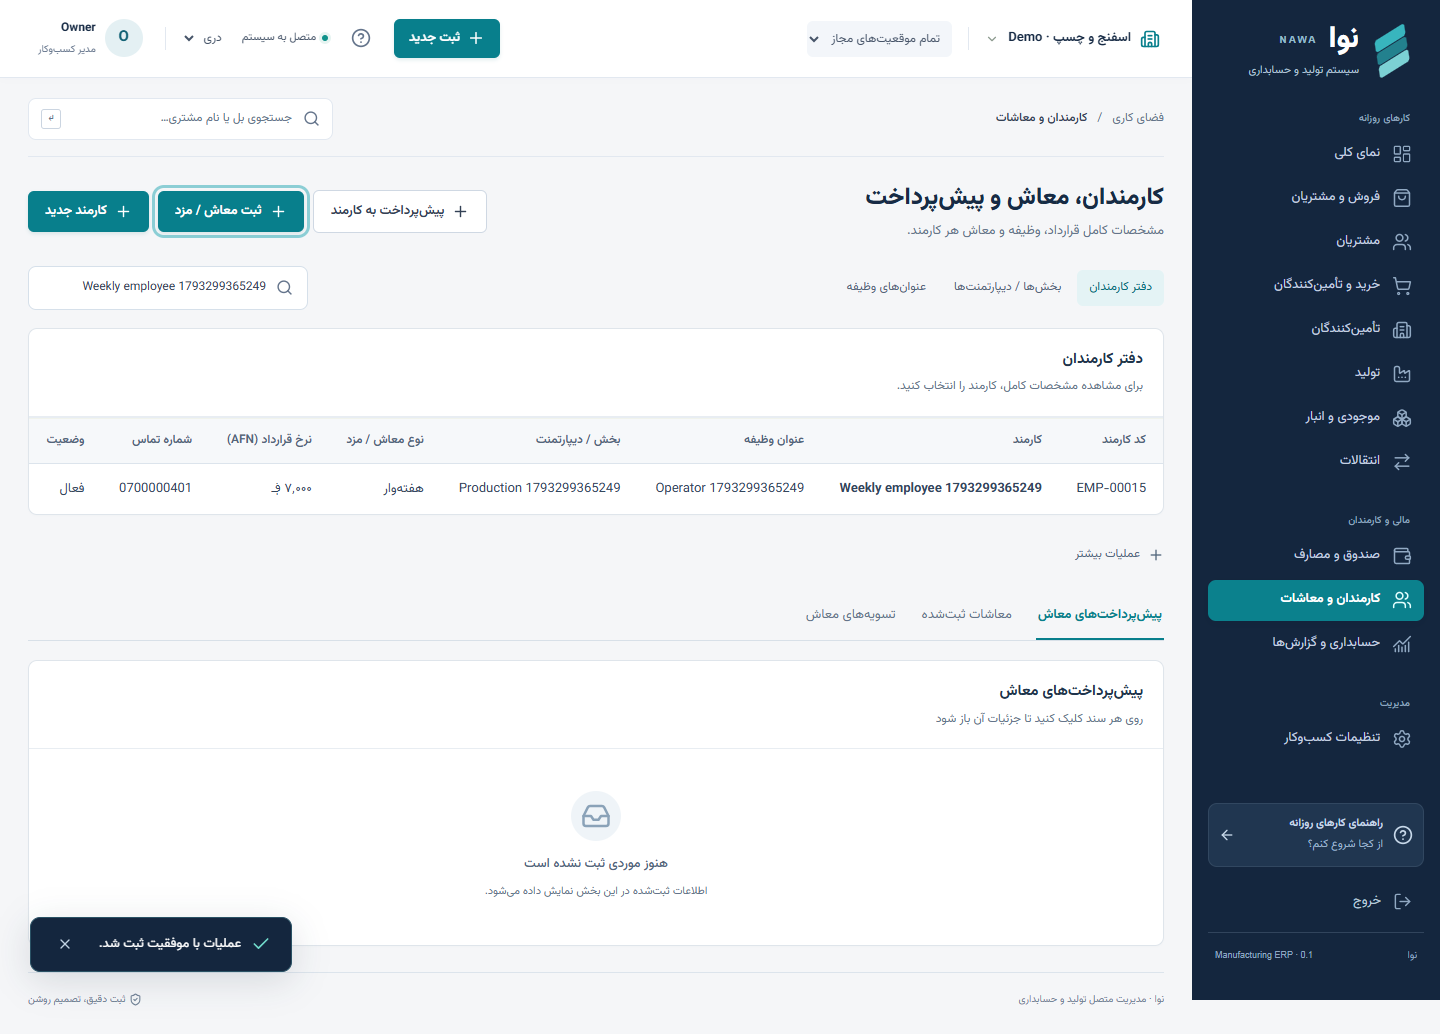 نوا NAWA
سیستم تولید و حسابداری
کارهای روزانه
نمای کلی
فروش و مشتریان
مشتریان
خرید و تأمین‌کنندگان
تأمین‌کنندگان
تولید
موجودی و انبار
انتقالات
مالی و کارمندان
صندوق و مصارف
کارمندان و معاشات
حسابداری و گزارش‌ها
مدیریت
تنظیمات کسب‌وکار
راهنمای کارهای روزانه
از کجا شروع کنم؟
خروج
نوا Manufacturing ERP · 0.1
اسفنج و چسپ · Demo
تمام موقعیت‌های مجاز
ثبت جدید
متصل به سیستم
دری
O
Owner
مدیر کسب‌وکار
فضای کاری / کارمندان و معاشات
جستجوی بل یا نام مشتری...
کارمندان، معاش و پیش‌پرداخت
مشخصات کامل قرارداد، وظیفه و معاش هر کارمند.
پیش‌پرداخت به کارمند
ثبت معاش / مزد
کارمند جدید
دفتر کارمندان
بخش‌ها / دیپارتمنت‌ها
عنوان‌های وظیفه
Weekly employee 1793299365249
دفتر کارمندان
برای مشاهده مشخصات کامل، کارمند را انتخاب کنید.
کد کارمند کارمند عنوان وظیفه بخش / دیپارتمنت نوع معاش / مزد نرخ قرارداد (AFN) شماره تماس وضعیت
EMP-00015 Weekly employee 1793299365249 Operator 1793299365249 Production 1793299365249 هفته‌وار ۷,۰۰۰ ؋ 0700000401 فعال
عملیات بیشتر
پیش‌پرداخت‌های معاش
معاشات ثبت‌شده
تسویه‌های معاش
پیش‌پرداخت‌های معاش
روی هر سند کلیک کنید تا جزئیات آن باز شود
هنوز موردی ثبت نشده است
اطلاعات ثبت‌شده در این بخش نمایش داده می‌شود.
عملیات با موفقیت ثبت شد.
نوا · مدیریت متصل تولید و حسابداری
ثبت دقیق، تصمیم روشن